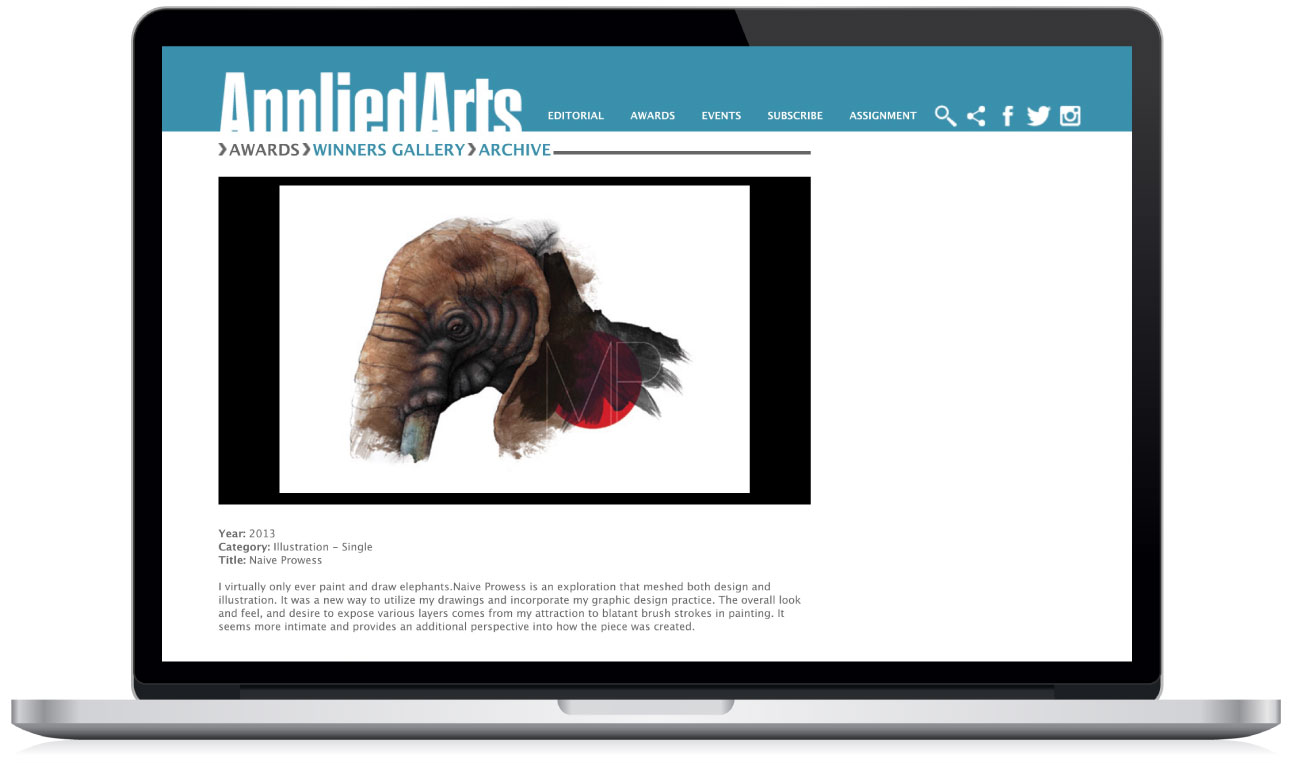 AppliedArts
EDITORIAL AWARDS EVENTS SUBSCRIBE ASSIGNMENT
❯AWARDS❯WINNERS GALLERY❯ARCHIVE
MP
Year: 2013
Category: Illustration - Single
Title: Naive Prowess
I virtually only ever paint and draw elephants.Naive Prowess is an exploration that meshed both design and
illustration. It was a new way to utilize my drawings and incorporate my graphic design practice. The overall look
and feel, and desire to expose various layers comes from my attraction to blatant brush strokes in painting. It
seems more intimate and provides an additional perspective into how the piece was created.